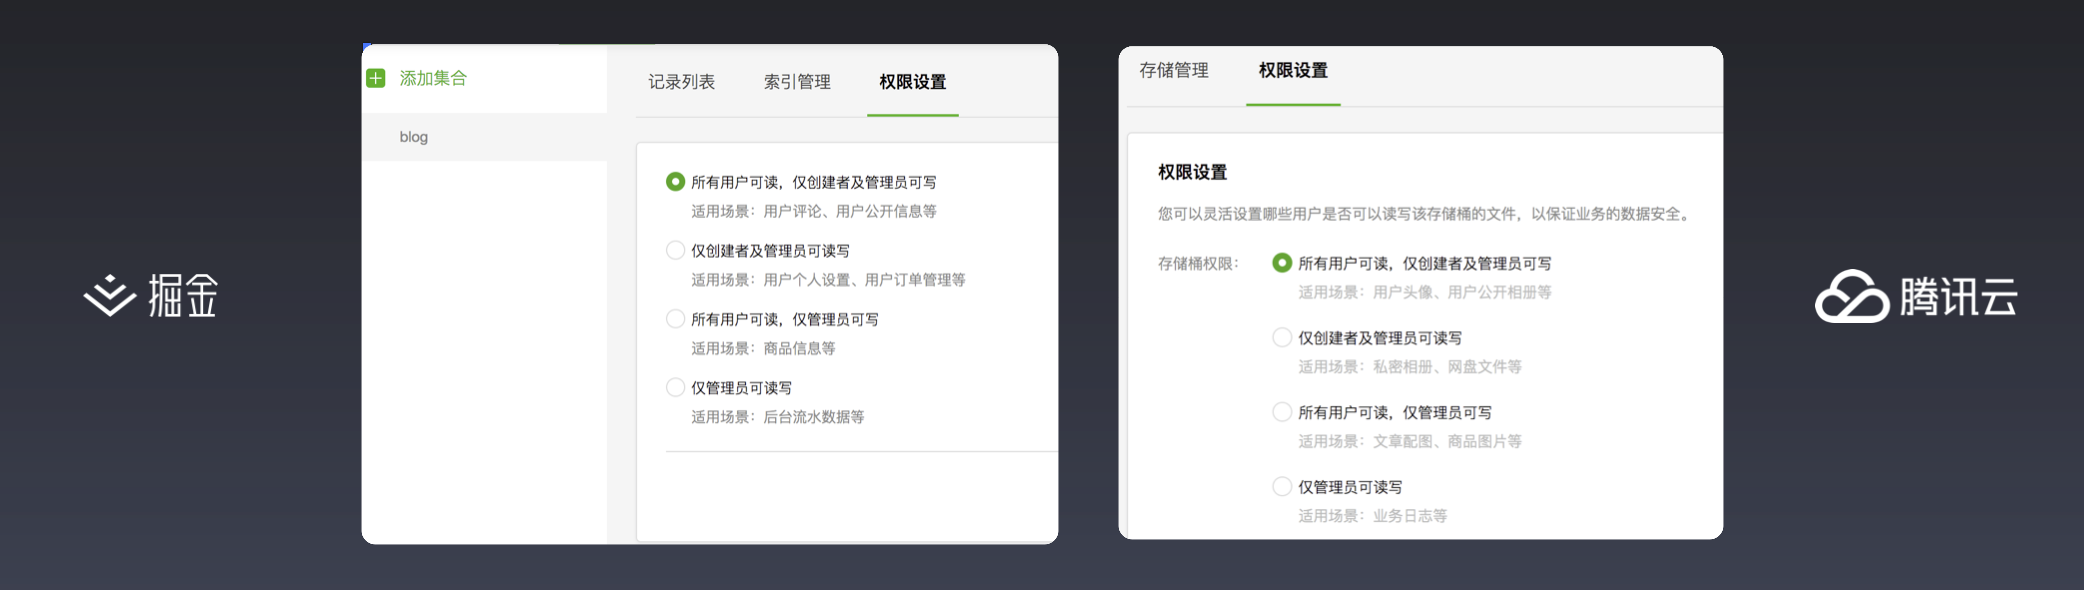 掘金
添加集合
blog
记录列表 索引管理 权限设置
所有用户可读，仅创建者及管理员可写
适用场景：用户评论、用户公开信息等
仅创建者及管理员可读写
适用场景：用户个人设置、用户订单管理等
所有用户可读，仅管理员可写
适用场景：商品信息等
仅管理员可读写
适用场景：后台流水数据等
存储管理 权限设置
权限设置
您可以灵活设置哪些用户是否可以读写该存储桶的文件，以保证业务的数据安全。
存储桶权限： 所有用户可读，仅创建者及管理员可写
适用场景：用户头像、用户公开相册等
仅创建者及管理员可读写
适用场景：私密相册、网盘文件等
所有用户可读，仅管理员可写
适用场景：文章配图、商品图片等
仅管理员可读写
适用场景：业务日志等
腾讯云